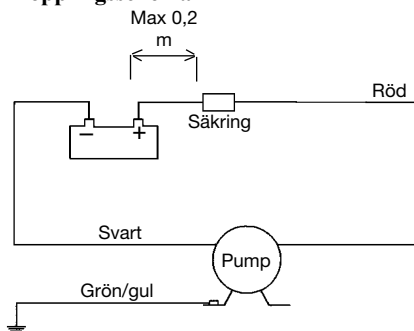 Max 0,2
m
Röd
− +
Säkring
Svart
Pump
Grön/gul